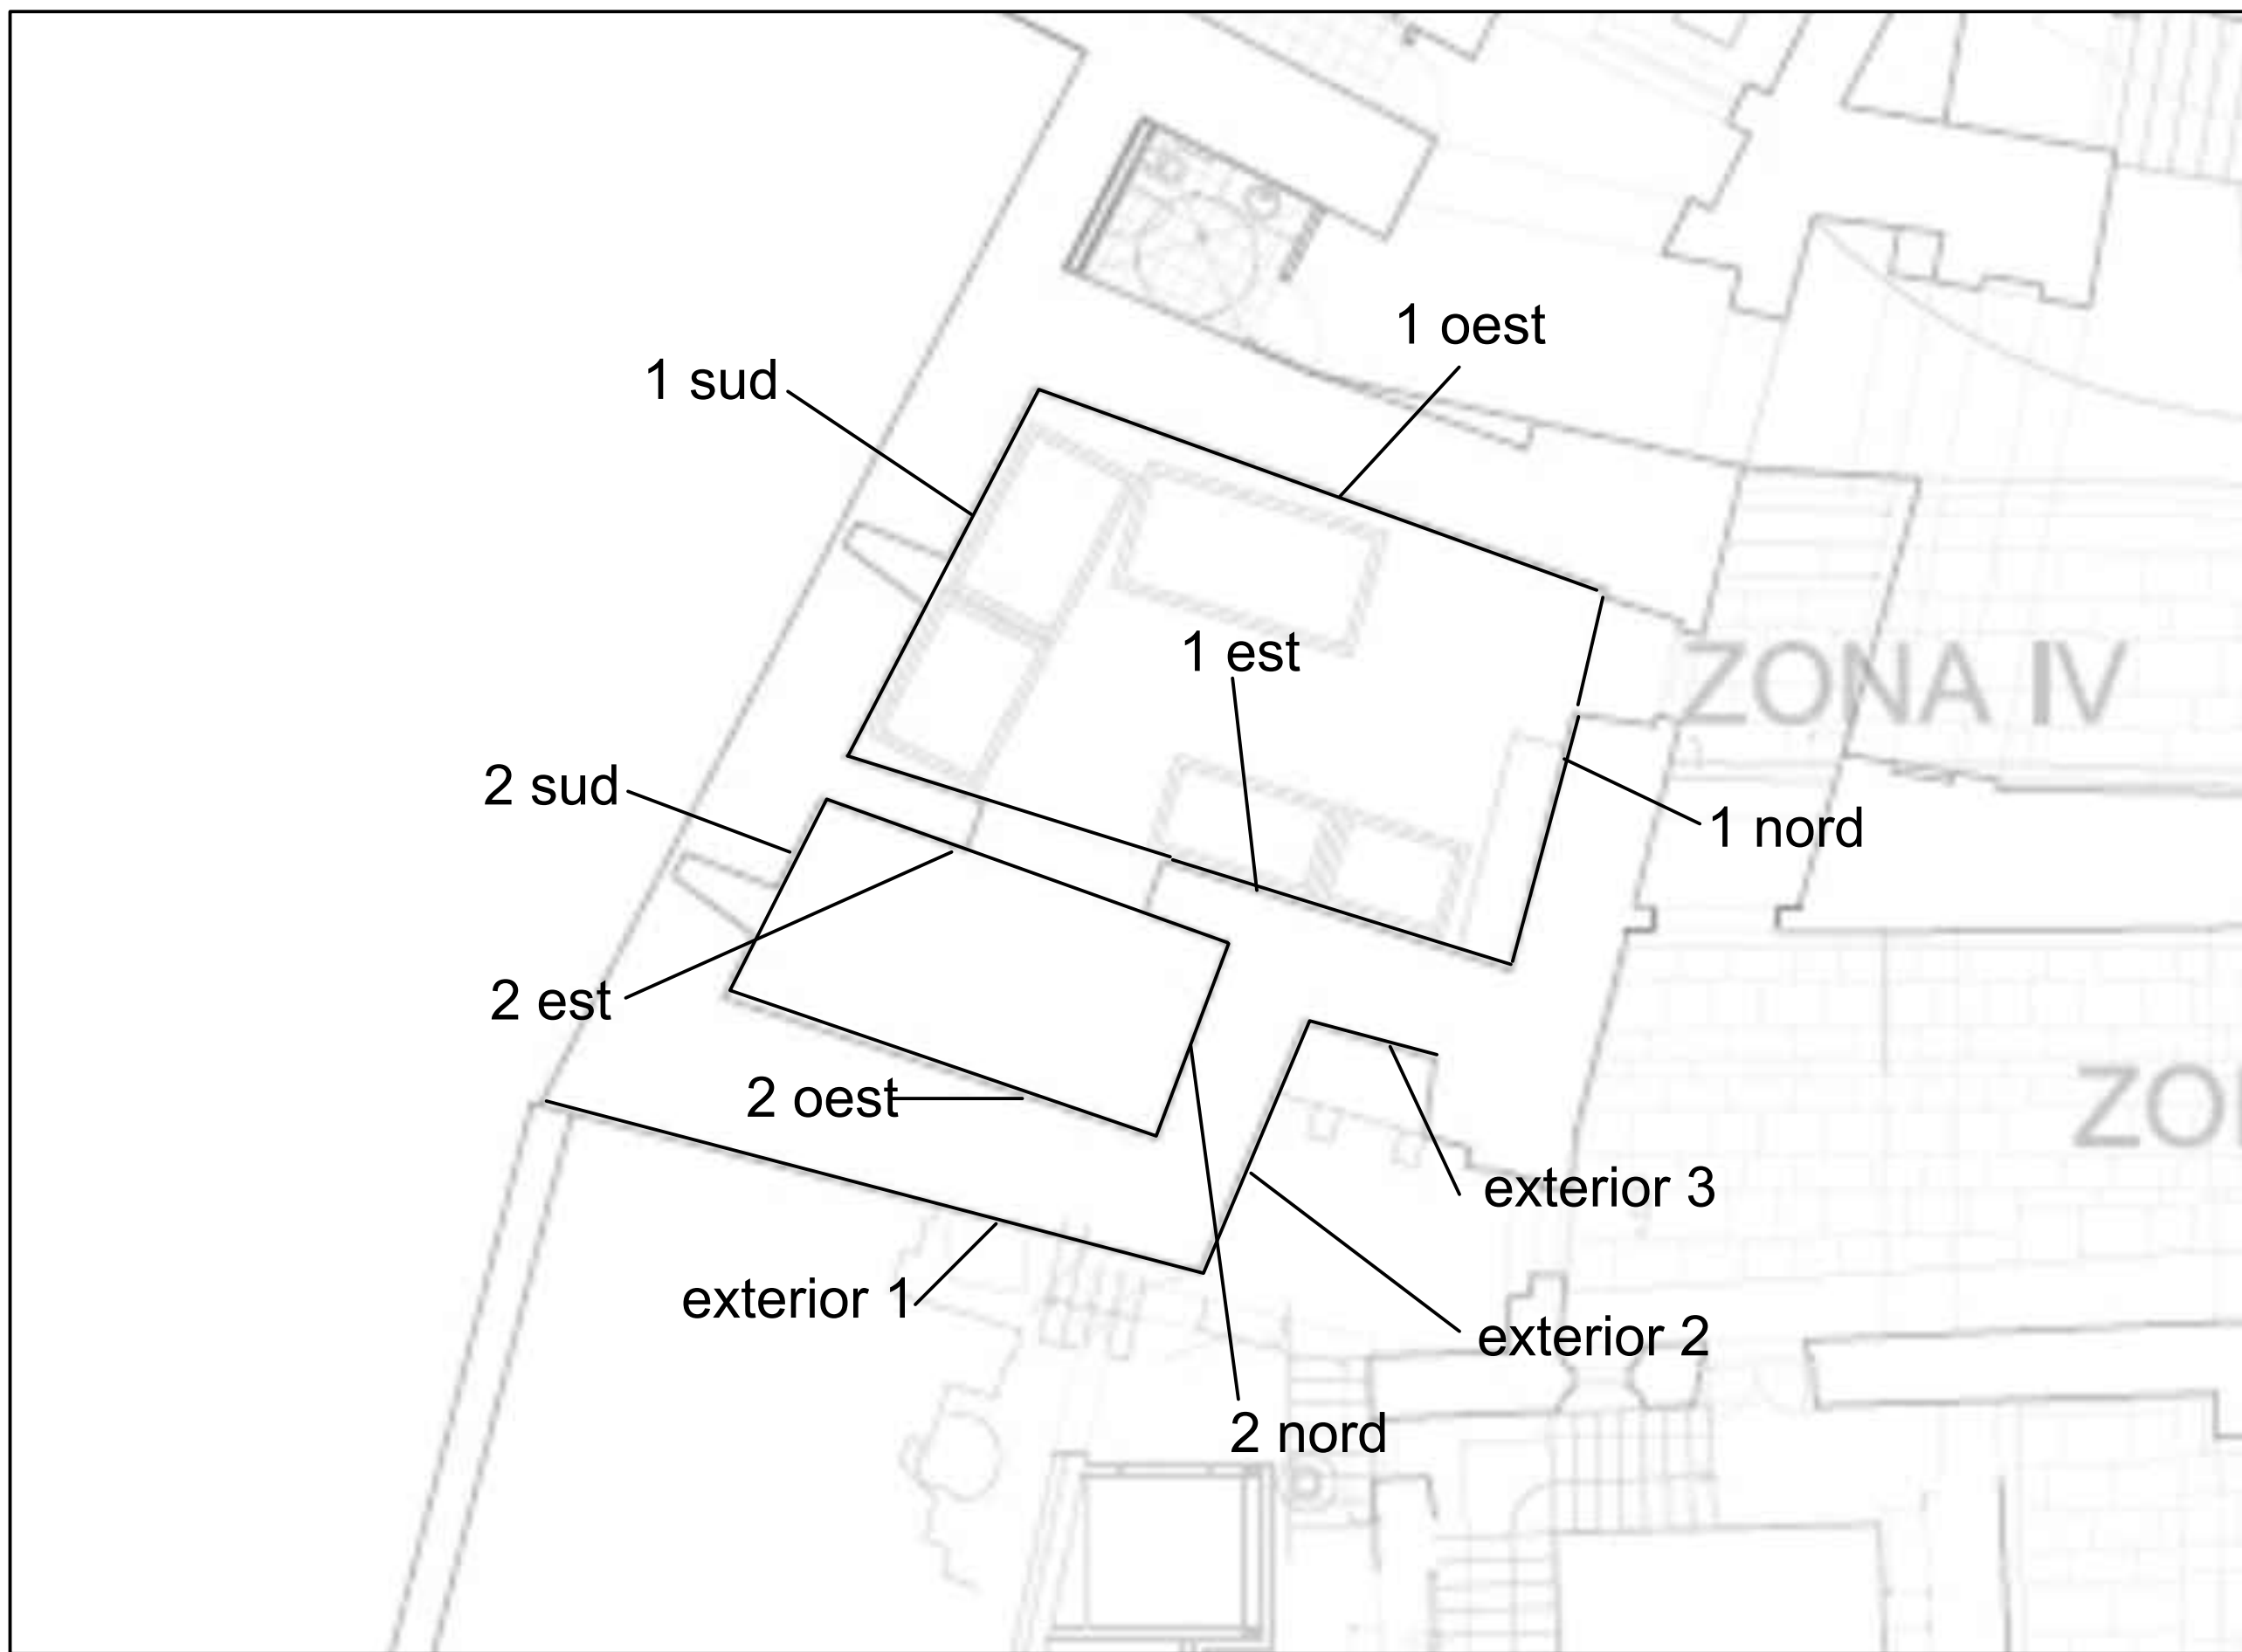 1 oest
1 sud
1 est
ZONA IV
2 sud
1 nord
2 est
2 oest
exterior 3
exterior 1
exterior 2
2 nord